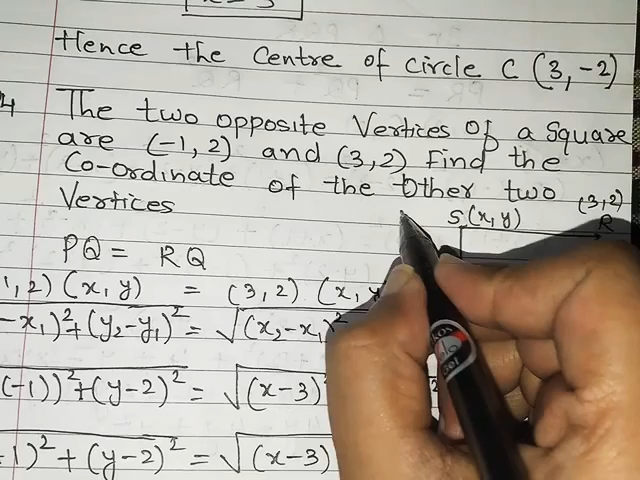 Hence the Centre of circle C (3,-2)
4 The two opposite Vertices of a Square
are (-1,2) and (3,2) Find the
Co-ordinate of the Other two
Vertices
S(x,y) (3,2)
R
PQ = RQ
1,2) (x,y) = (3,2) (x,y
-x₁)²+(y₂-y₁)² = √(x₂-x₁)²
(-1))²+(y-2)² = √(x-3)²
-1)²+(y-2)² = √(x-3)